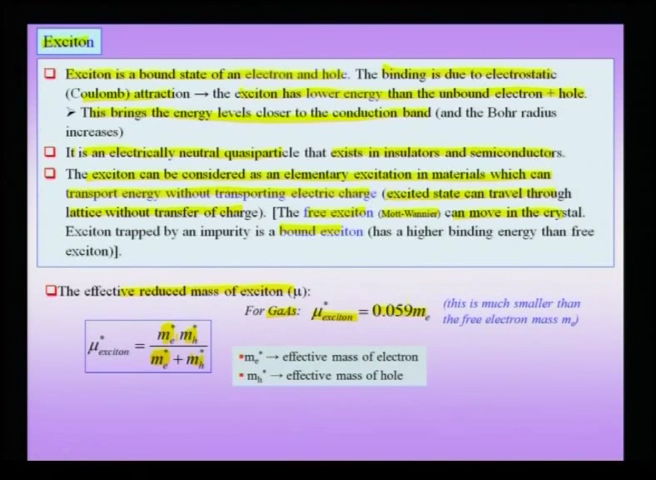 Exciton
❑ Exciton is a bound state of an electron and hole. The binding is due to electrostatic
(Coulomb) attraction → the exciton has lower energy than the unbound electron + hole.
➢ This brings the energy levels closer to the conduction band (and the Bohr radius
increases)
❑ It is an electrically neutral quasiparticle that exists in insulators and semiconductors.
❑ The exciton can be considered as an elementary excitation in materials which can
transport energy without transporting electric charge (excited state can travel through
lattice without transfer of charge). [The free exciton (Mott-Wannier) can move in the crystal.
Exciton trapped by an impurity is a bound exciton (has a higher binding energy than free
exciton)].
❑The effective reduced mass of exciton (μ):
For GaAs: μ*exciton = 0.059me
(this is much smaller than
the free electron mass me)
μ*exciton = m*e m*h / m*e + m*h
▪me* → effective mass of electron
▪ mh* → effective mass of hole